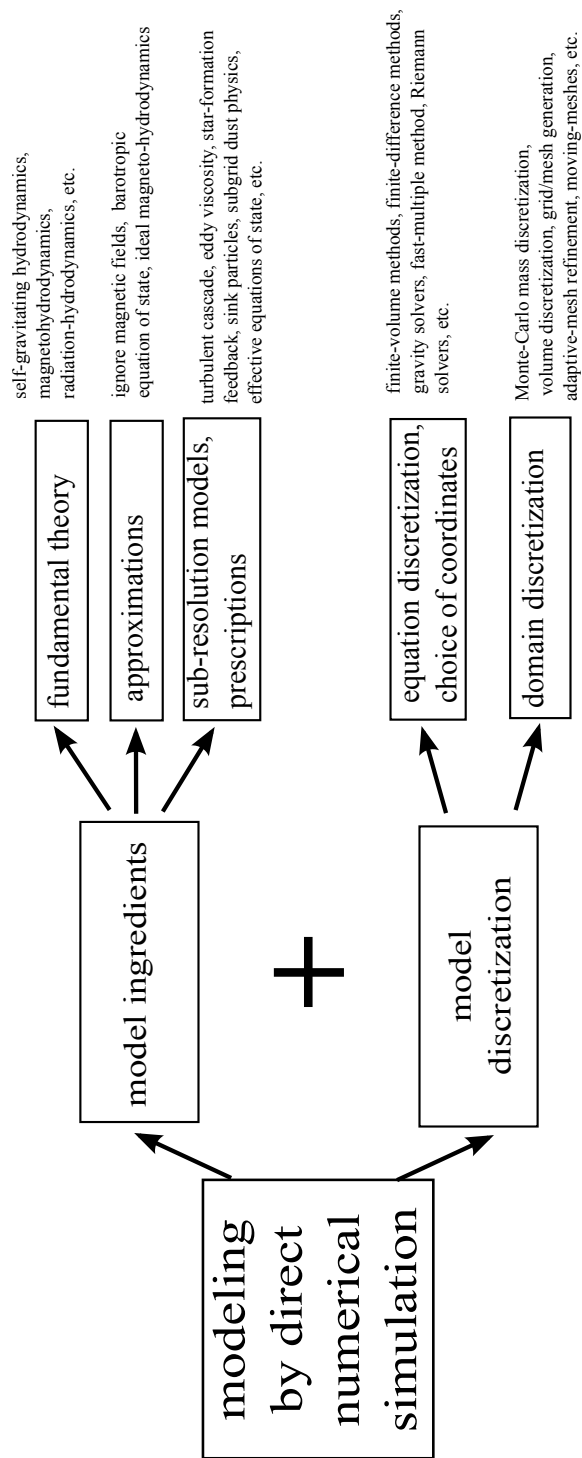 modeling
by direct
numerical
simulation
model ingredients
+
model
discretization
fundamental theory
approximations
sub-resolution models,
prescriptions
equation discretization,
choice of coordinates
domain discretization
self-gravitating hydrodynamics,
magnetohydrodynamics,
radiation-hydrodynamics, etc.
ignore magnetic fields, barotropic
equation of state, ideal magneto-hydrodynamics
turbulent cascade, eddy viscosity, star-formation
feedback, sink particles, subgrid dust physics,
effective equations of state, etc.
finite-volume methods, finite-difference methods,
gravity solvers, fast-multiple method, Riemann
solvers, etc.
Monte-Carlo mass discretization,
volume discretization, grid/mesh generation,
adaptive-mesh refinement, moving-meshes, etc.